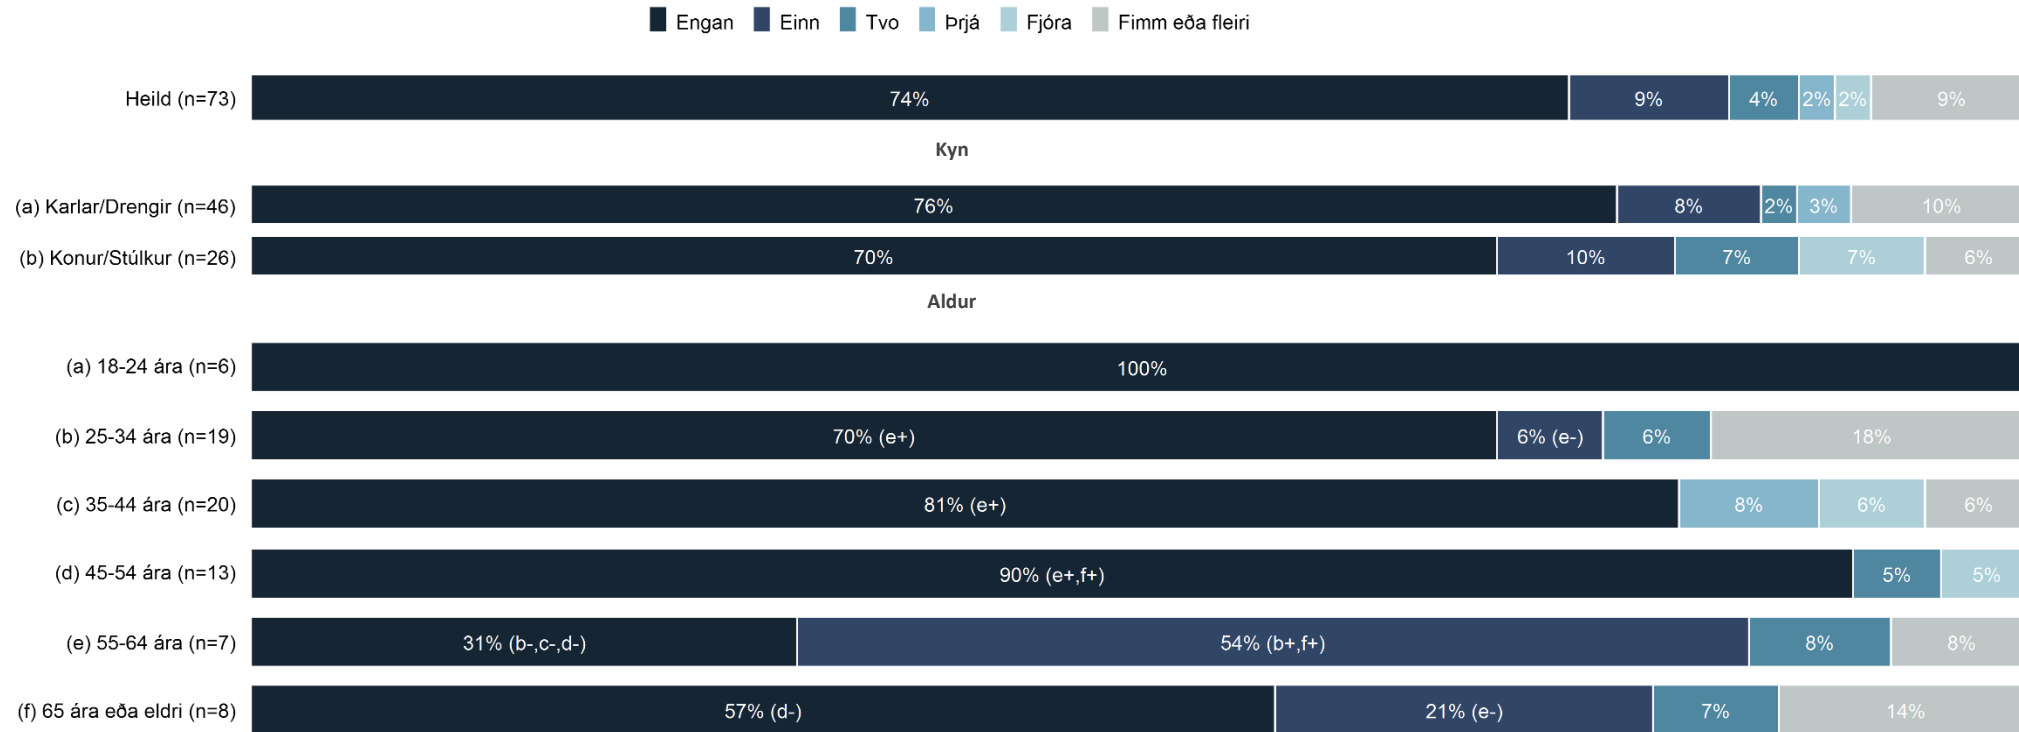 Engan Einn Tvo Þrjá Fjóra Fimm eða fleiri
Heild (n=73) 74% 9% 4% 2% 2% 9%
Kyn
(a) Karlar/Drengir (n=46) 76% 8% 2% 3% 10%
(b) Konur/Stúlkur (n=26) 70% 10% 7% 7% 6%
Aldur
(a) 18-24 ára (n=6) 100%
(b) 25-34 ára (n=19) 70% (e+) 6% (e-) 6% 18%
(c) 35-44 ára (n=20) 81% (e+) 8% 6% 6%
(d) 45-54 ára (n=13) 90% (e+,f+) 5% 5%
(e) 55-64 ára (n=7) 31% (b-,c-,d-) 54% (b+,f+) 8% 8%
(f) 65 ára eða eldri (n=8) 57% (d-) 21% (e-) 7% 14%